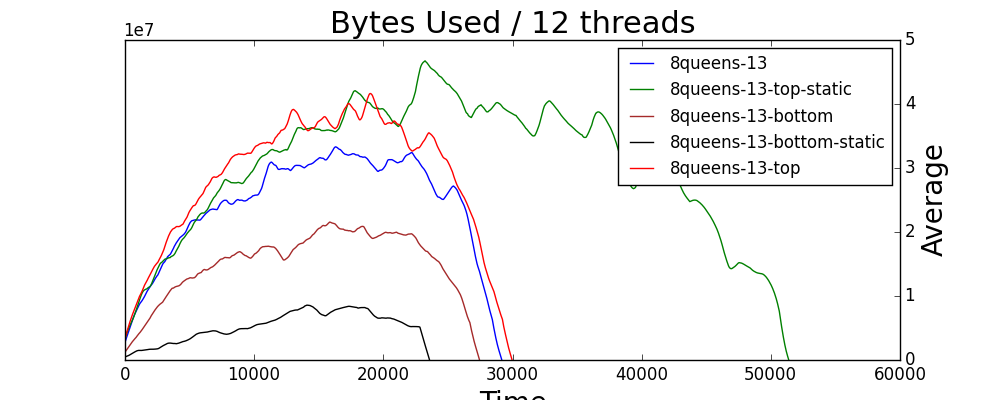 Bytes Used / 12 threads
1e7
5
4
3
2
1
0
Average
8queens-13
8queens-13-top-static
8queens-13-bottom
8queens-13-bottom-static
8queens-13-top
0 10000 20000 30000 40000 50000 60000
Time